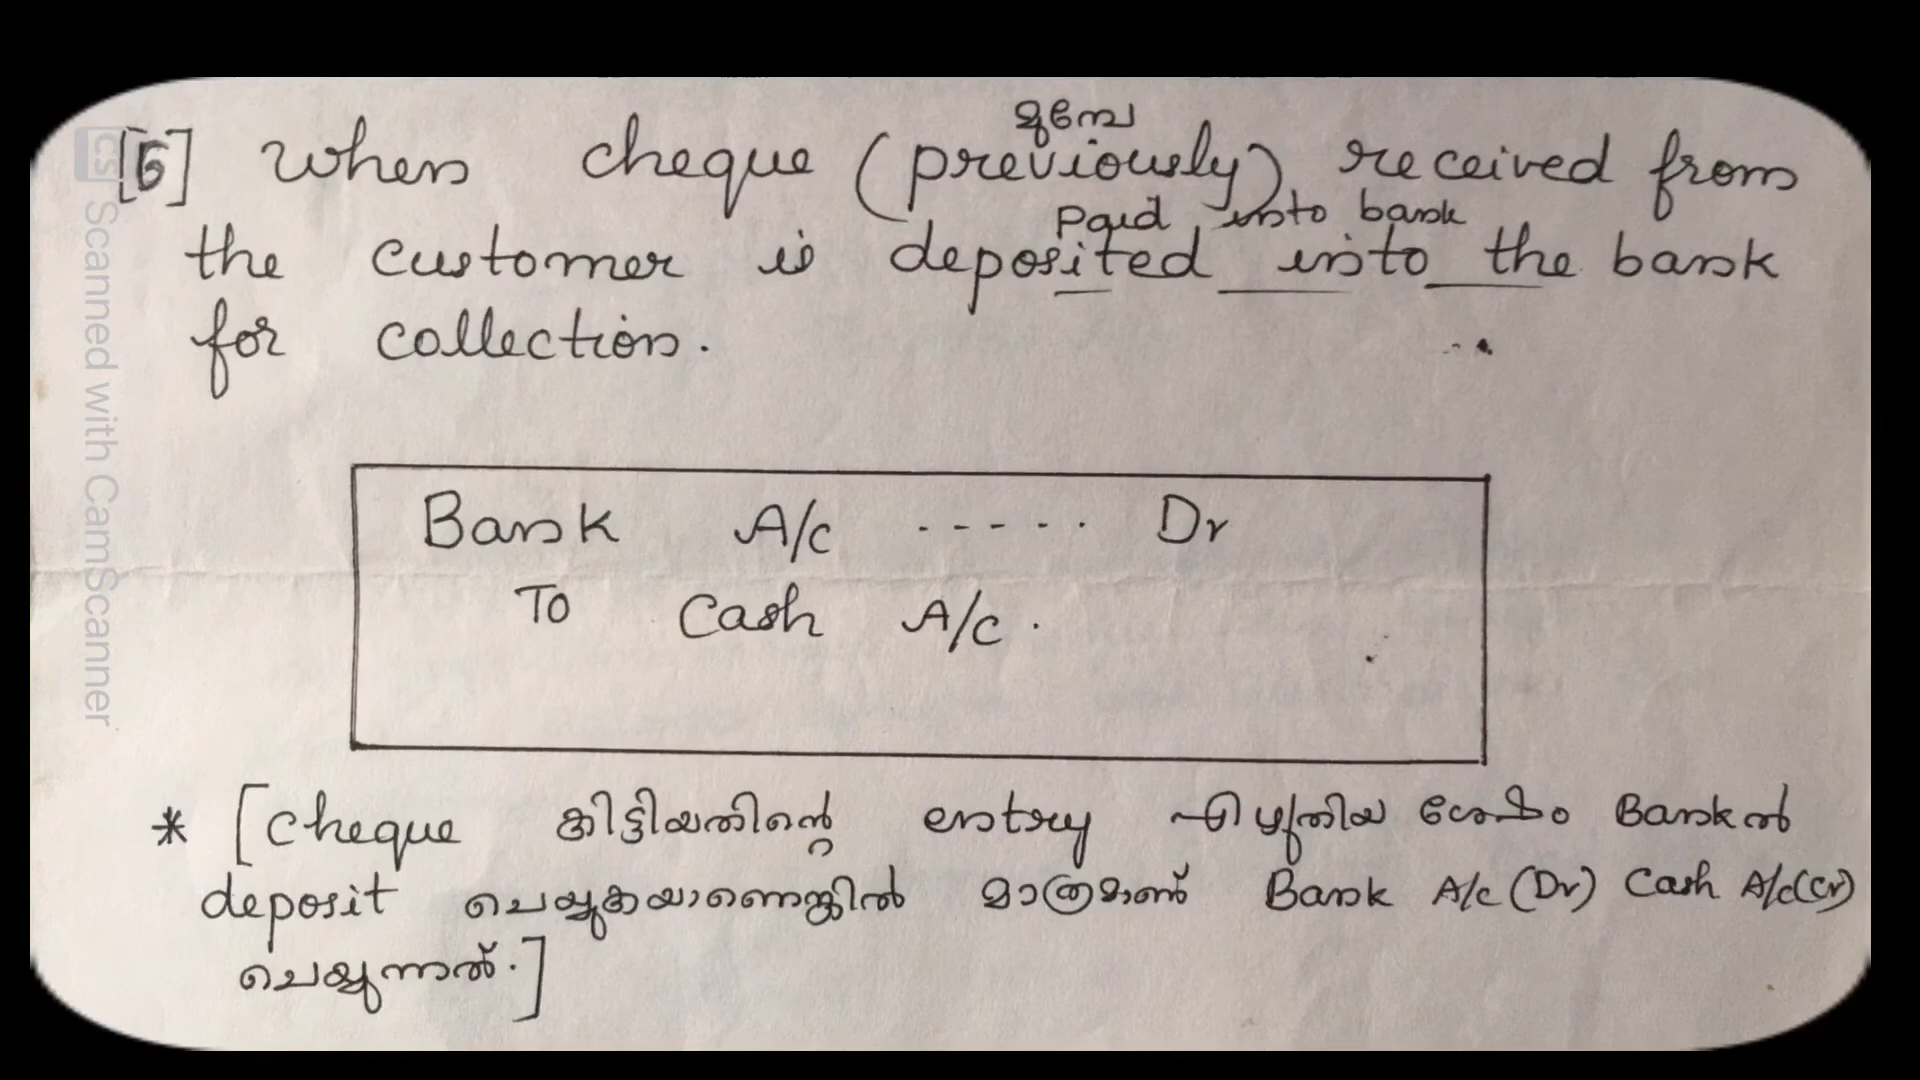 മുമ്പേ
[5] When cheque (previously) received from
paid into bank
the customer is deposited into the bank
for collection.
Bank A/c ----- Dr
To Cash A/c.
* [cheque കിട്ടിയതിന്റെ entry എഴുതിയ ശേഷം Bankൽ
deposit ചെയ്യുകയാണെങ്കിൽ മാത്രമാണ് Bank A/c (Dr) Cash A/c(Cr)
ചെയ്യുന്നത്.]
CS Scanned with CamScanner